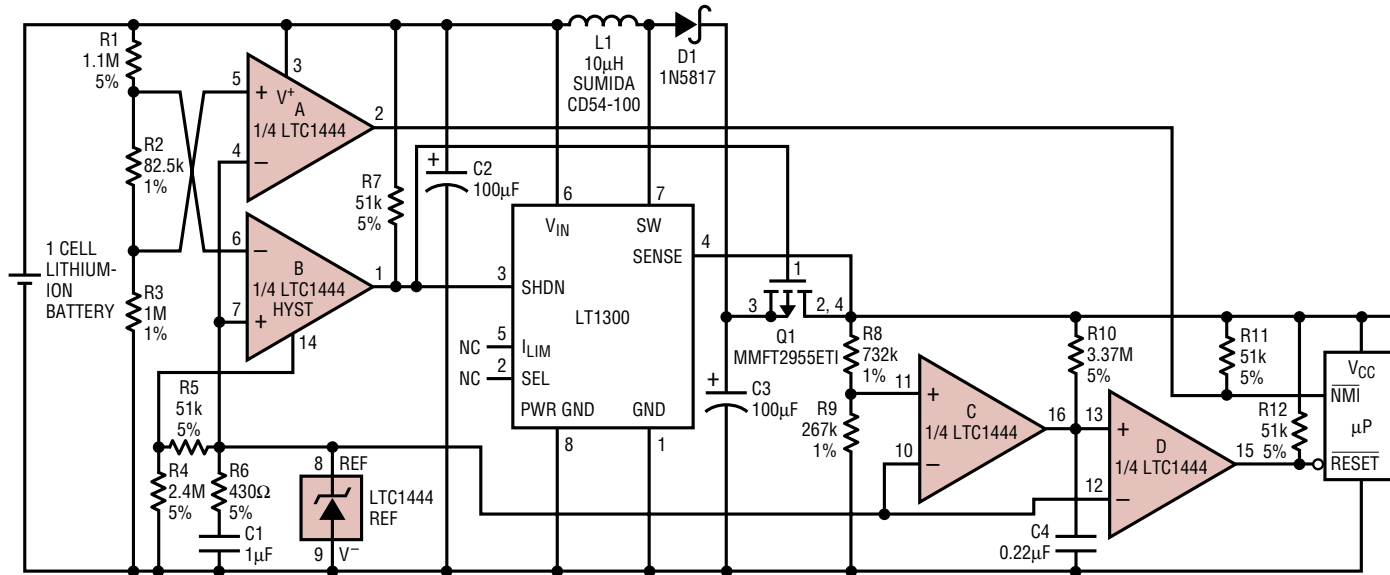 1 CELL
LITHIUM-
ION
BATTERY
R1
1.1M
5%
R2
82.5k
1%
R3
1M
1%
5
4
+
−
3
V+
A
1/4 LTC1444
2
6
7
−
+
B
1/4 LTC1444
HYST
1
14
R5
51k
5%
R4
2.4M
5%
R6
430Ω
5%
C1
1µF
8
REF
LTC1444
REF
9
V−
R7
51k
5%
+
C2
100µF
L1
10µH
SUMIDA
CD54-100
D1
1N5817
6
7
VIN
SW
SENSE
4
3
SHDN
LT1300
NC
5
ILIM
NC
2
SEL
PWR GND
GND
8
1
1
3
2, 4
Q1
MMFT2955ETI
+
C3
100µF
R8
732k
1%
R9
267k
1%
11
+
C
1/4 LTC1444
10
−
16
R10
3.37M
5%
C4
0.22µF
13
+
D
1/4 LTC1444
12
−
15
R11
51k
5%
R12
51k
5%
VCC
NMI
µP
RESET